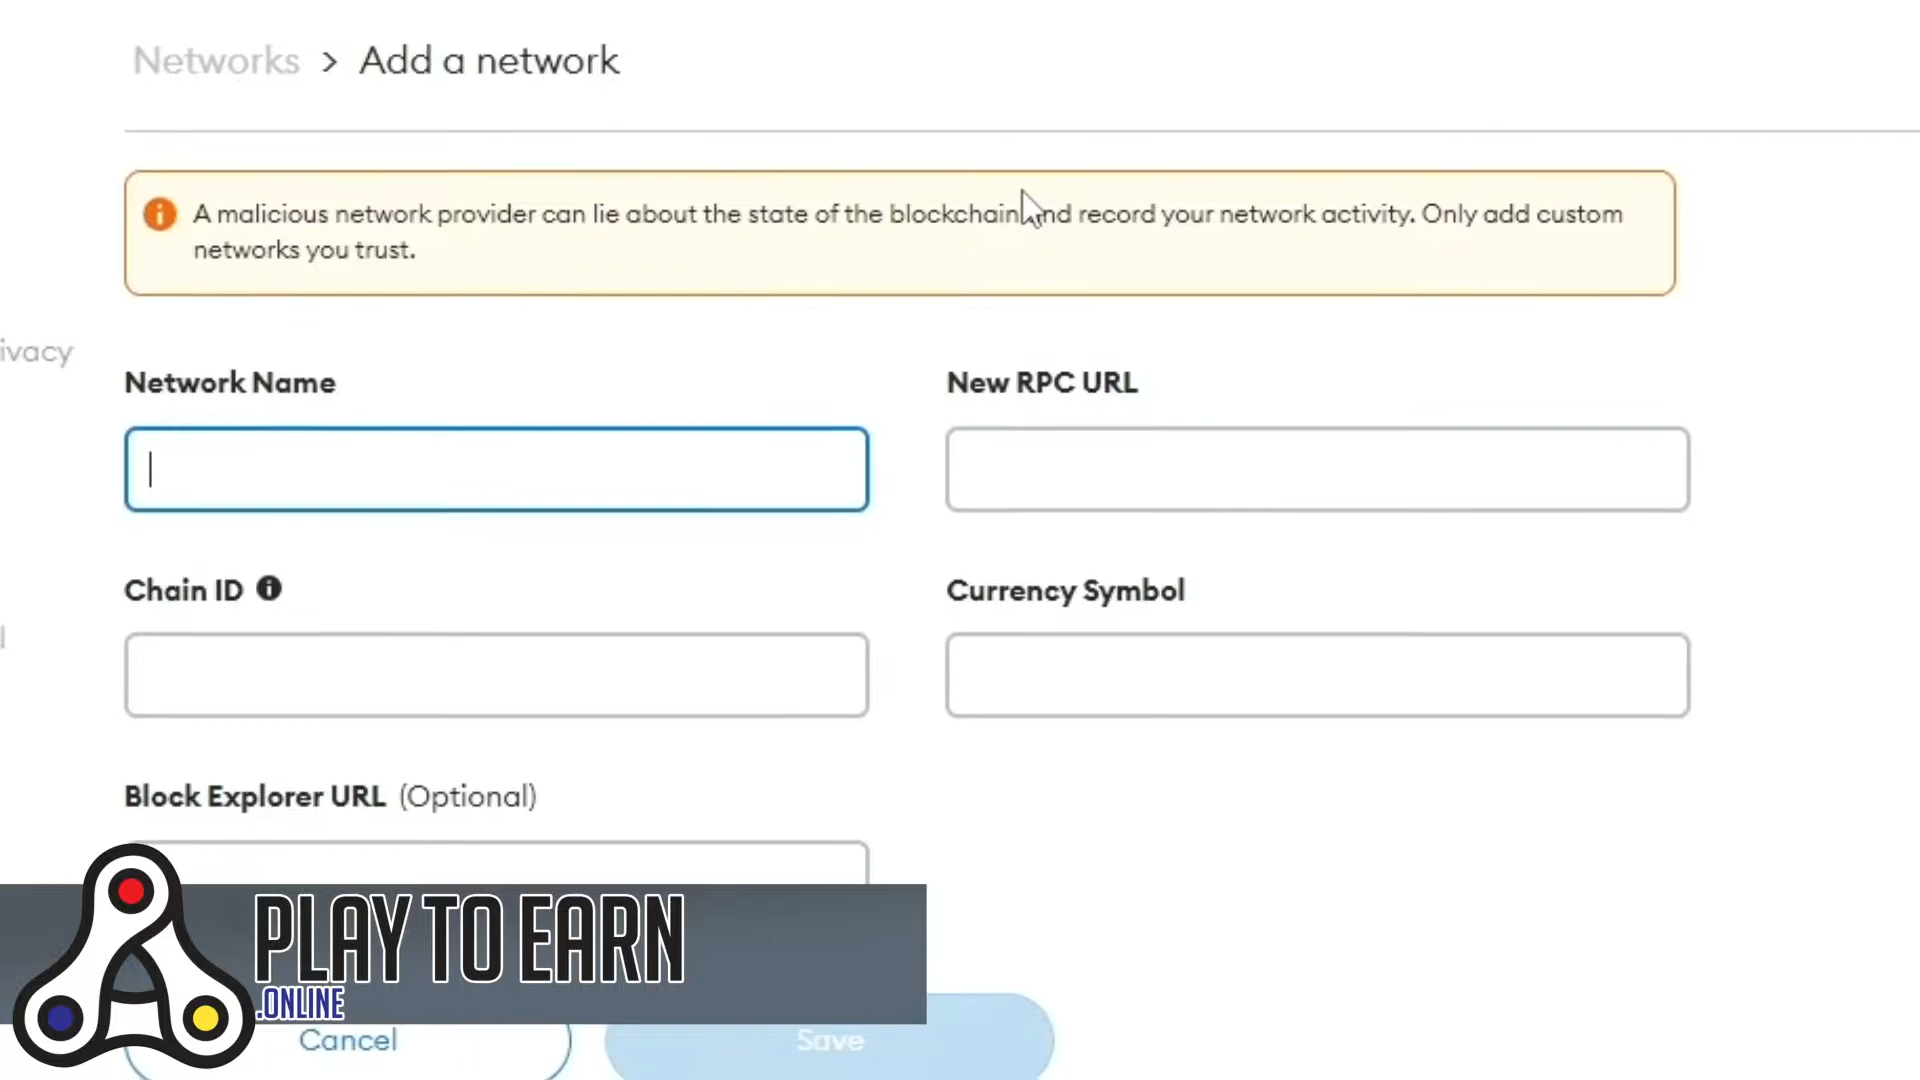 Networks > Add a network
A malicious network provider can lie about the state of the blockchain and record your network activity. Only add custom
networks you trust.
ivacy
Network Name
New RPC URL
Chain ID
Currency Symbol
Block Explorer URL (Optional)
PLAY TO EARN
.ONLINE
Cancel
Save